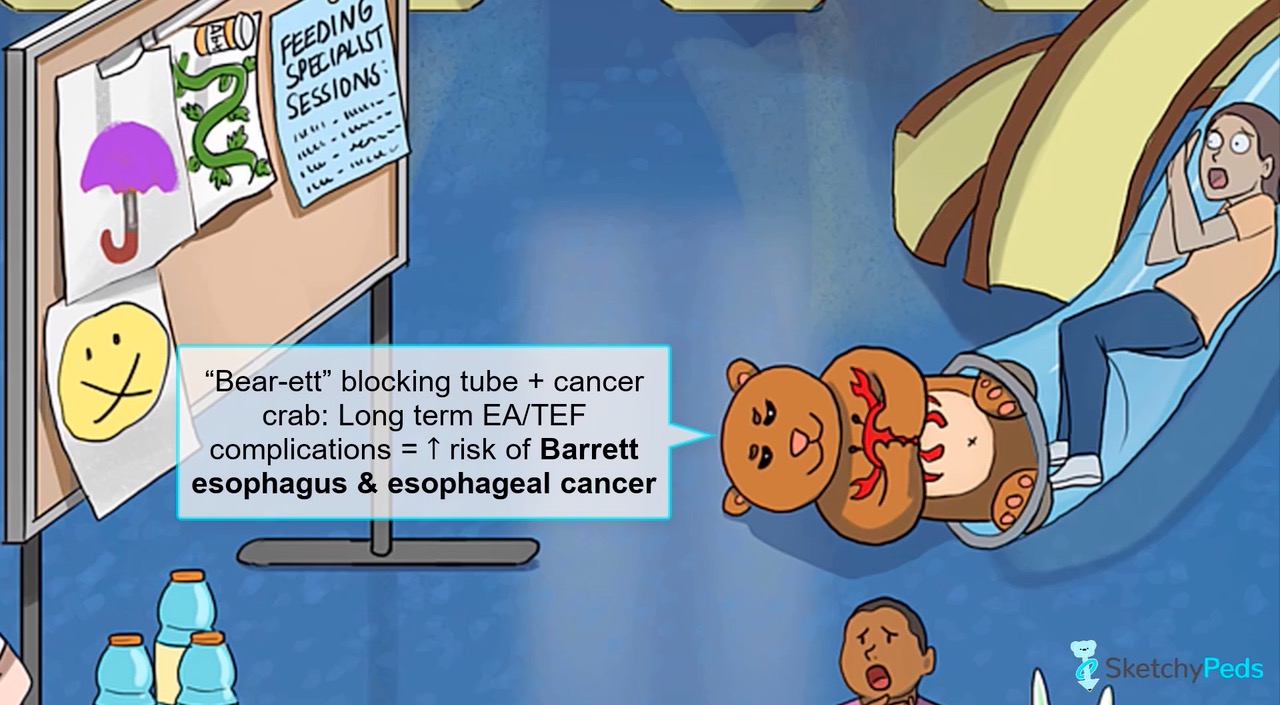 Abx
FEEDING
SPECIALIST
SESSIONS:
“Bear-ett” blocking tube + cancer
crab: Long term EA/TEF
complications = ↑ risk of Barrett
esophagus & esophageal cancer
SketchyPeds